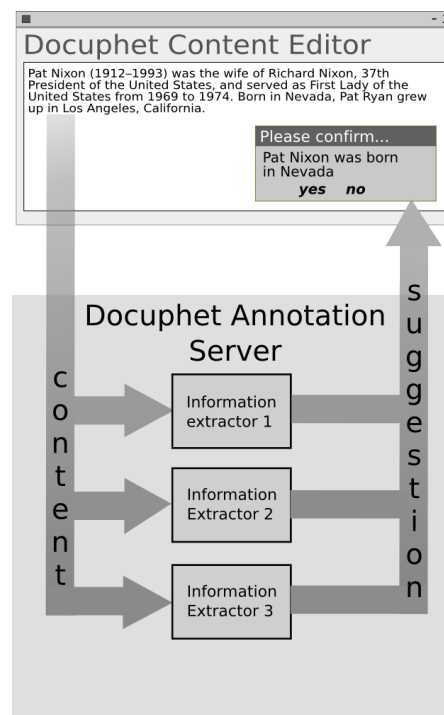 Docuphet Content Editor
Pat Nixon (1912–1993) was the wife of Richard Nixon, 37th
President of the United States, and served as First Lady of the
United States from 1969 to 1974. Born in Nevada, Pat Ryan grew
up in Los Angeles, California.
Please confirm...
Pat Nixon was born
in Nevada
yes no
Docuphet Annotation
Server
content
suggestion
Information
extractor 1
Information
Extractor 2
Information
Extractor 3